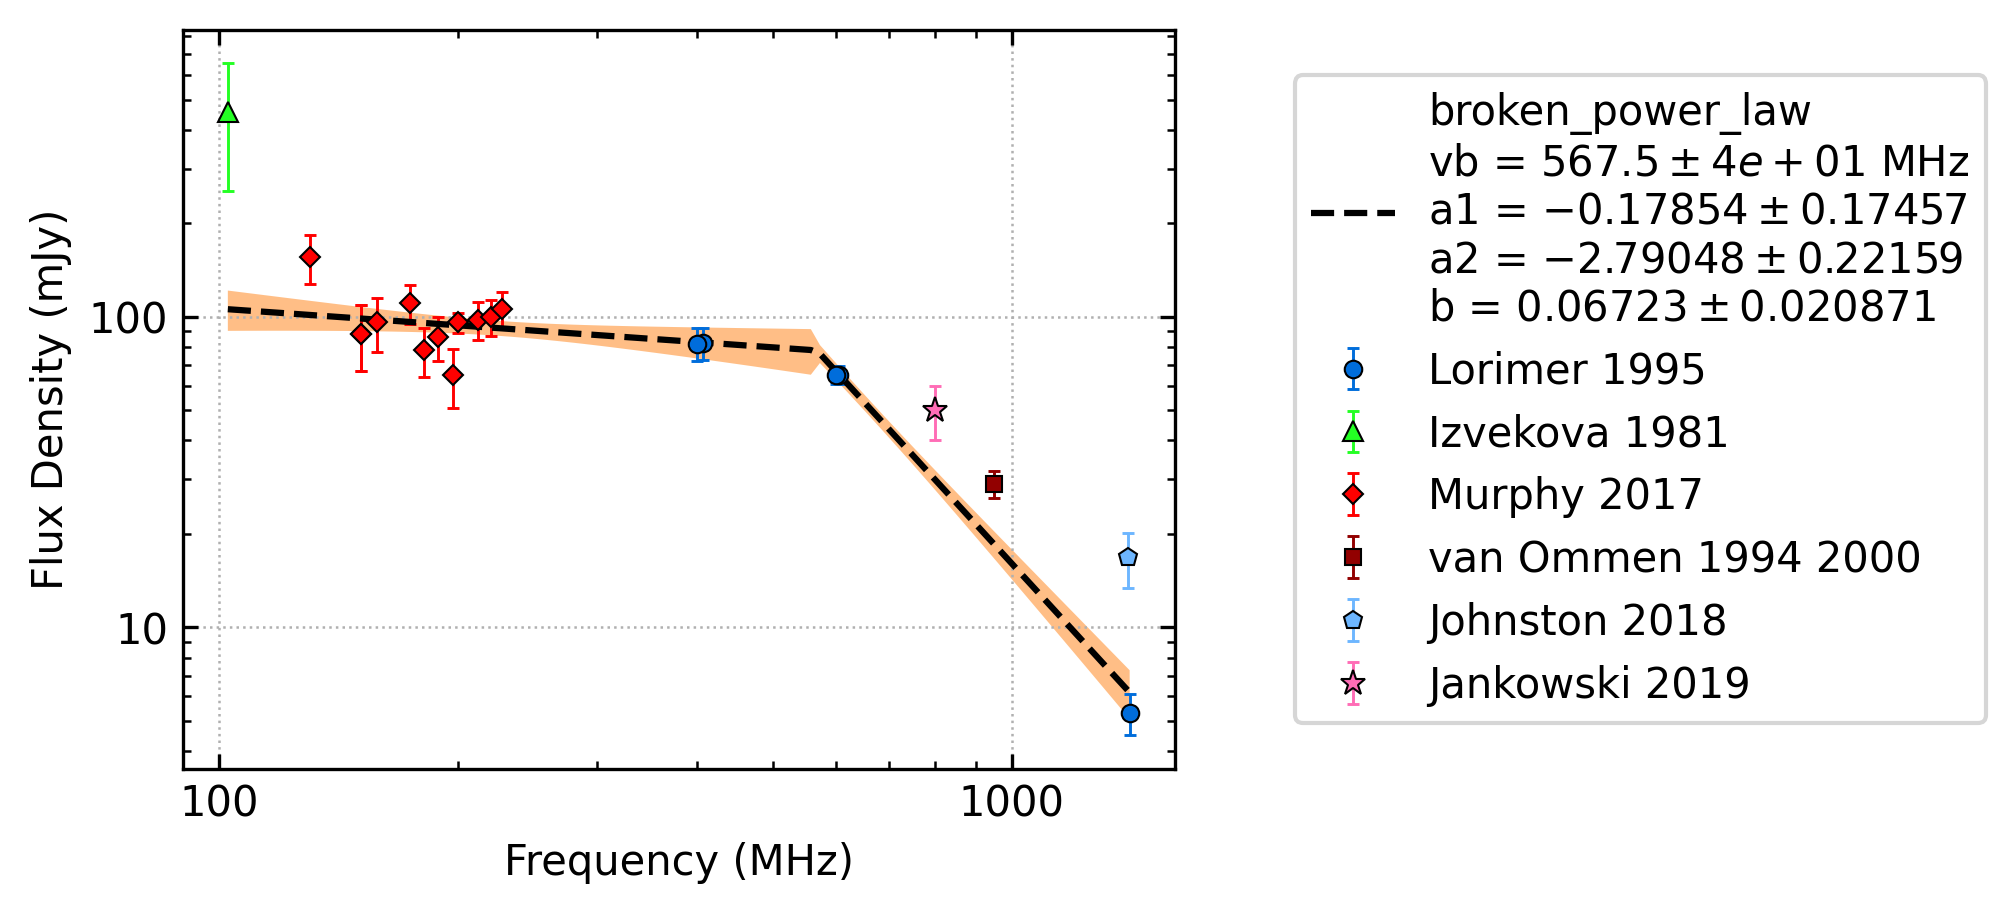 100
10
100
1000
Flux Density (mJy)
Frequency (MHz)
broken_power_law
vb = 567.5 ± 4e + 01 MHz
a1 = −0.17854 ± 0.17457
a2 = −2.79048 ± 0.22159
b = 0.06723 ± 0.020871
Lorimer 1995
Izvekova 1981
Murphy 2017
van Ommen 1994 2000
Johnston 2018
Jankowski 2019